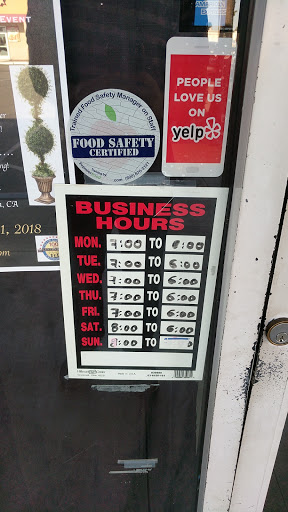 EVENT
AMERICAN
EXPRESS
PEOPLE
LOVE US
ON
yelp
Trained Food Safety Manager on Staff
FOOD SAFETY
CERTIFIED
, CA
1, 2018
om
BUSINESS
HOURS
MON. 7:00 TO 6:00
TUE. 7:00 TO 6:00
WED. 7:00 TO 6:00
THU. 7:00 TO 6:00
FRI. 7:00 TO 6:00
SAT. 8:00 TO 6:00
SUN. 8:00 TO